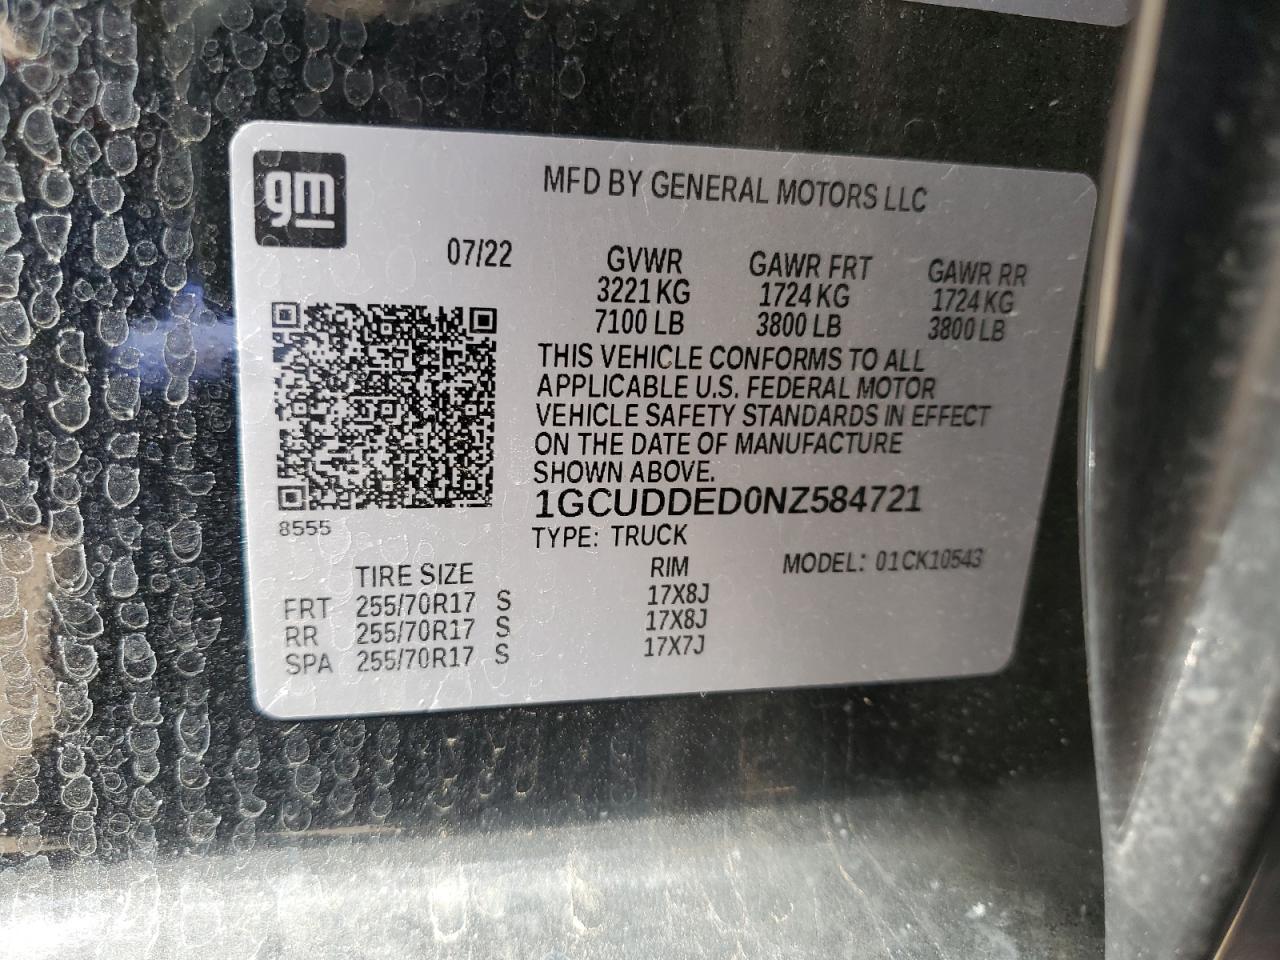 gm
MFD BY GENERAL MOTORS LLC
07/22 GVWR GAWR FRT GAWR RR
3221 KG 1724 KG 1724 KG
7100 LB 3800 LB 3800 LB
THIS VEHICLE CONFORMS TO ALL
APPLICABLE U.S. FEDERAL MOTOR
VEHICLE SAFETY STANDARDS IN EFFECT
ON THE DATE OF MANUFACTURE
SHOWN ABOVE.
1GCUDDED0NZ584721
8555
TYPE: TRUCK
MODEL: 01CK10543
TIRE SIZE RIM
FRT 255/70R17 S 17X8J
RR 255/70R17 S 17X8J
SPA 255/70R17 S 17X7J